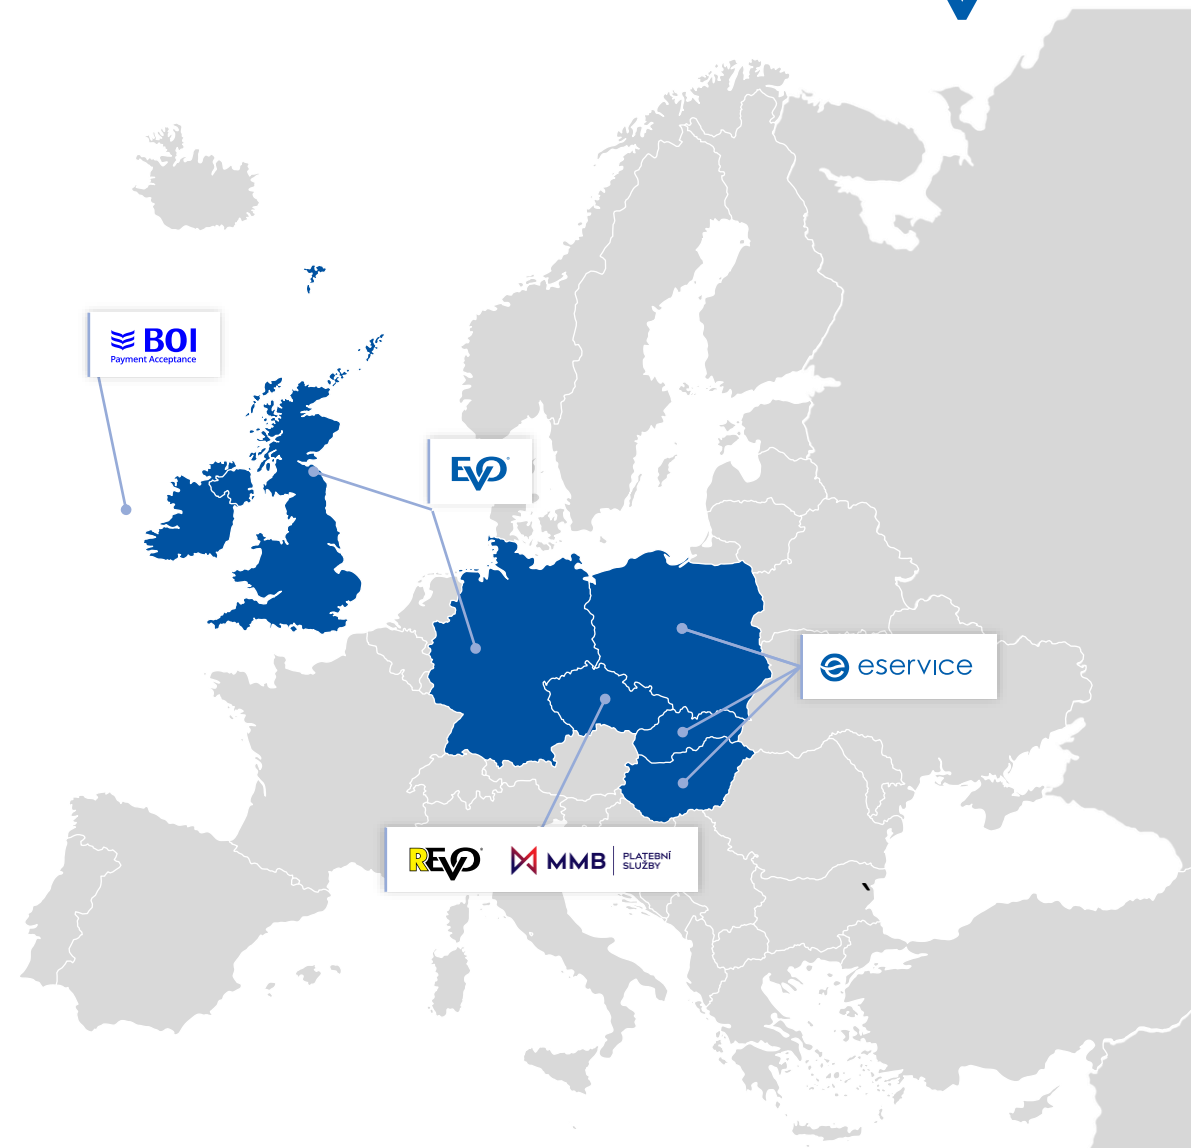 BOI
Payment Acceptance
EVO
eservice
REVO
MMB
PLATEBNÍ
SLUŽBY